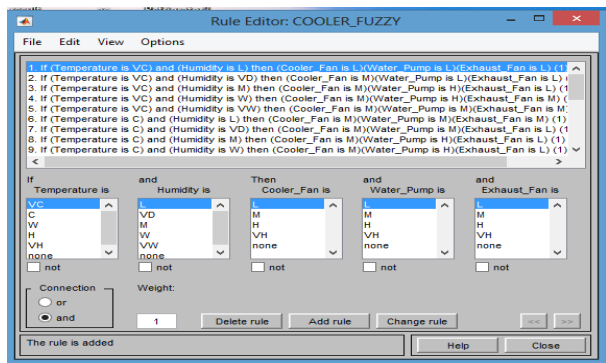 Rule Editor: COOLER_FUZZY
File Edit View Options
1. If (Temperature is VC) and (Humidity is L) then (Cooler_Fan is L)(Water_Pump is L)(Exhaust_Fan is L) (1)
2. If (Temperature is VC) and (Humidity is VD) then (Cooler_Fan is M)(Water_Pump is L)(Exhaust_Fan is L) (
3. If (Temperature is VC) and (Humidity is M) then (Cooler_Fan is M)(Water_Pump is H)(Exhaust_Fan is L) (1
4. If (Temperature is VC) and (Humidity is W) then (Cooler_Fan is M)(Water_Pump is H)(Exhaust_Fan is M) (
5. If (Temperature is VC) and (Humidity is VW) then (Cooler_Fan is M)(Water_Pump is M)(Exhaust_Fan is M
6. If (Temperature is C) and (Humidity is L) then (Cooler_Fan is M)(Water_Pump is L)(Exhaust_Fan is M) (1)
7. If (Temperature is C) and (Humidity is VD) then (Cooler_Fan is M)(Water_Pump is L)(Exhaust_Fan is L) (1
8. If (Temperature is C) and (Humidity is M) then (Cooler_Fan is M)(Water_Pump is H)(Exhaust_Fan is L) (1)
9. If (Temperature is C) and (Humidity is W) then (Cooler_Fan is M)(Water_Pump is H)(Exhaust_Fan is L) (1)
If and Then and and
Temperature is Humidity is Cooler_Fan is Water_Pump is Exhaust_Fan is
VC L L L L
C VD M M M
W M H H H
H W VH VH VH
VH VW none none none
none none
not not not not not
Connection Weight:
or
and 1 Delete rule Add rule Change rule << >>
The rule is added Help Close